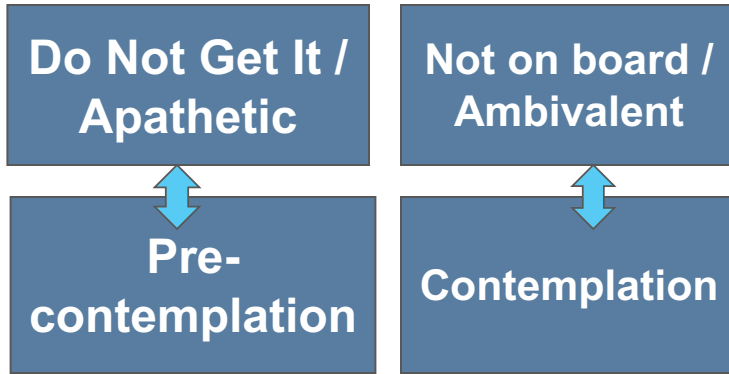 Do Not Get It /
Apathetic
Not on board /
Ambivalent
Pre-
contemplation
Contemplation